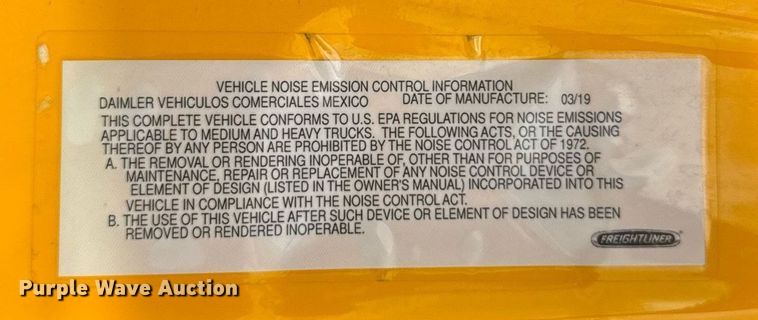 VEHICLE NOISE EMISSION CONTROL INFORMATION
DAIMLER VEHICULOS COMERCIALES MEXICO DATE OF MANUFACTURE: 03/19
THIS COMPLETE VEHICLE CONFORMS TO U.S. EPA REGULATIONS FOR NOISE EMISSIONS
APPLICABLE TO MEDIUM AND HEAVY TRUCKS. THE FOLLOWING ACTS, OR THE CAUSING
THEREOF BY ANY PERSON ARE PROHIBITED BY THE NOISE CONTROL ACT OF 1972.
A. THE REMOVAL OR RENDERING INOPERABLE OF, OTHER THAN FOR PURPOSES OF
MAINTENANCE, REPAIR OR REPLACEMENT OF ANY NOISE CONTROL DEVICE OR
ELEMENT OF DESIGN (LISTED IN THE OWNER'S MANUAL) INCORPORATED INTO THIS
VEHICLE IN COMPLIANCE WITH THE NOISE CONTROL ACT.
B. THE USE OF THIS VEHICLE AFTER SUCH DEVICE OR ELEMENT OF DESIGN HAS BEEN
REMOVED OR RENDERED INOPERABLE.
FREIGHTLINER
Purple Wave Auction